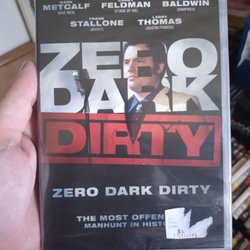 METCALF
FELDMAN
BALDWIN
FRANK
STALLONE
(ROCKY)
LARRY
THOMAS
ZERO
DARK
DIRTY
ZERO DARK DIRTY
THE MOST OFFEN
MANHUNT IN HIST